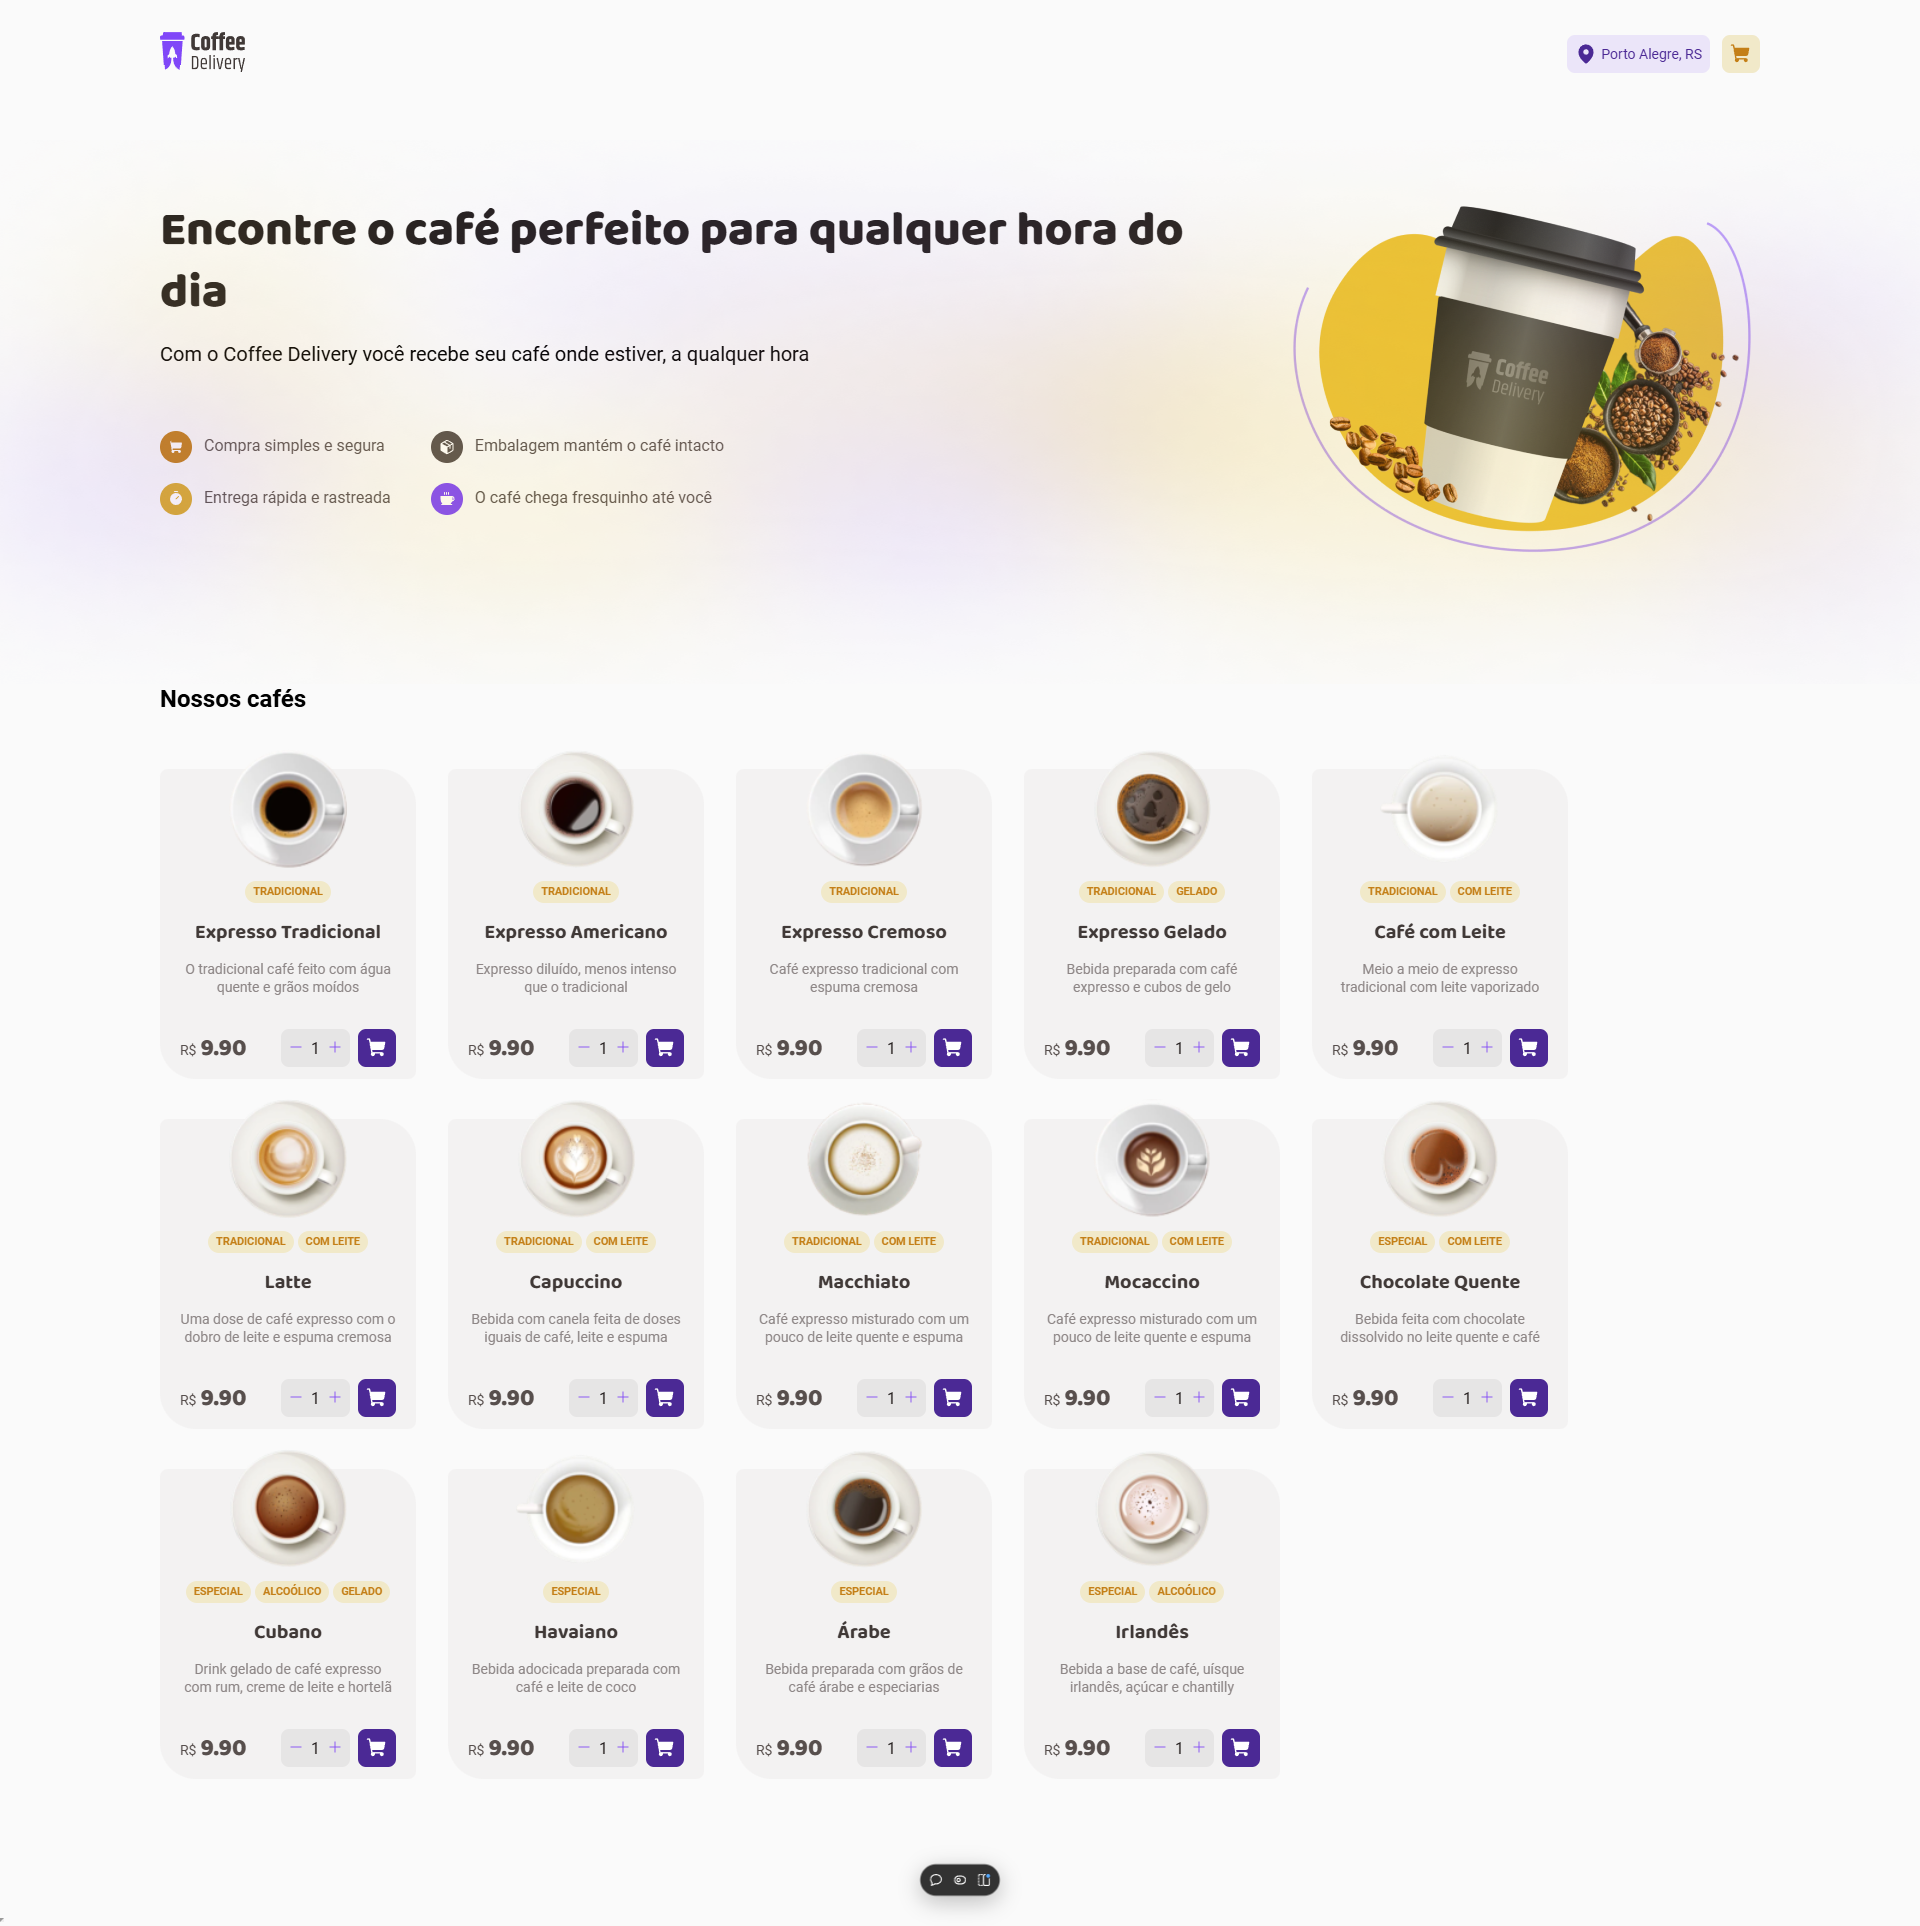 Coffee
Delivery
Porto Alegre, RS
Encontre o café perfeito para qualquer hora do
dia
Com o Coffee Delivery você recebe seu café onde estiver, a qualquer hora
Compra simples e segura
Embalagem mantém o café intacto
Entrega rápida e rastreada
O café chega fresquinho até você
Coffee
Delivery
Nossos cafés
TRADICIONAL
Expresso Tradicional
O tradicional café feito com água
quente e grãos moídos
R$ 9.90
1
TRADICIONAL
Expresso Americano
Expresso diluído, menos intenso
que o tradicional
R$ 9.90
1
TRADICIONAL
Expresso Cremoso
Café expresso tradicional com
espuma cremosa
R$ 9.90
1
TRADICIONAL GELADO
Expresso Gelado
Bebida preparada com café
expresso e cubos de gelo
R$ 9.90
1
TRADICIONAL COM LEITE
Café com Leite
Meio a meio de expresso
tradicional com leite vaporizado
R$ 9.90
1
TRADICIONAL COM LEITE
Latte
Uma dose de café expresso com o
dobro de leite e espuma cremosa
R$ 9.90
1
TRADICIONAL COM LEITE
Capuccino
Bebida com canela feita de doses
iguais de café, leite e espuma
R$ 9.90
1
TRADICIONAL COM LEITE
Macchiato
Café expresso misturado com um
pouco de leite quente e espuma
R$ 9.90
1
TRADICIONAL COM LEITE
Mocaccino
Café expresso misturado com um
pouco de leite quente e espuma
R$ 9.90
1
ESPECIAL COM LEITE
Chocolate Quente
Bebida feita com chocolate
dissolvido no leite quente e café
R$ 9.90
1
ESPECIAL ALCOÓLICO GELADO
Cubano
Drink gelado de café expresso
com rum, creme de leite e hortelã
R$ 9.90
1
ESPECIAL
Havaiano
Bebida adocicada preparada com
café e leite de coco
R$ 9.90
1
ESPECIAL
Árabe
Bebida preparada com grãos de
café árabe e especiarias
R$ 9.90
1
ESPECIAL ALCOÓLICO
Irlandês
Bebida a base de café, uísque
irlandês, açúcar e chantilly
R$ 9.90
1